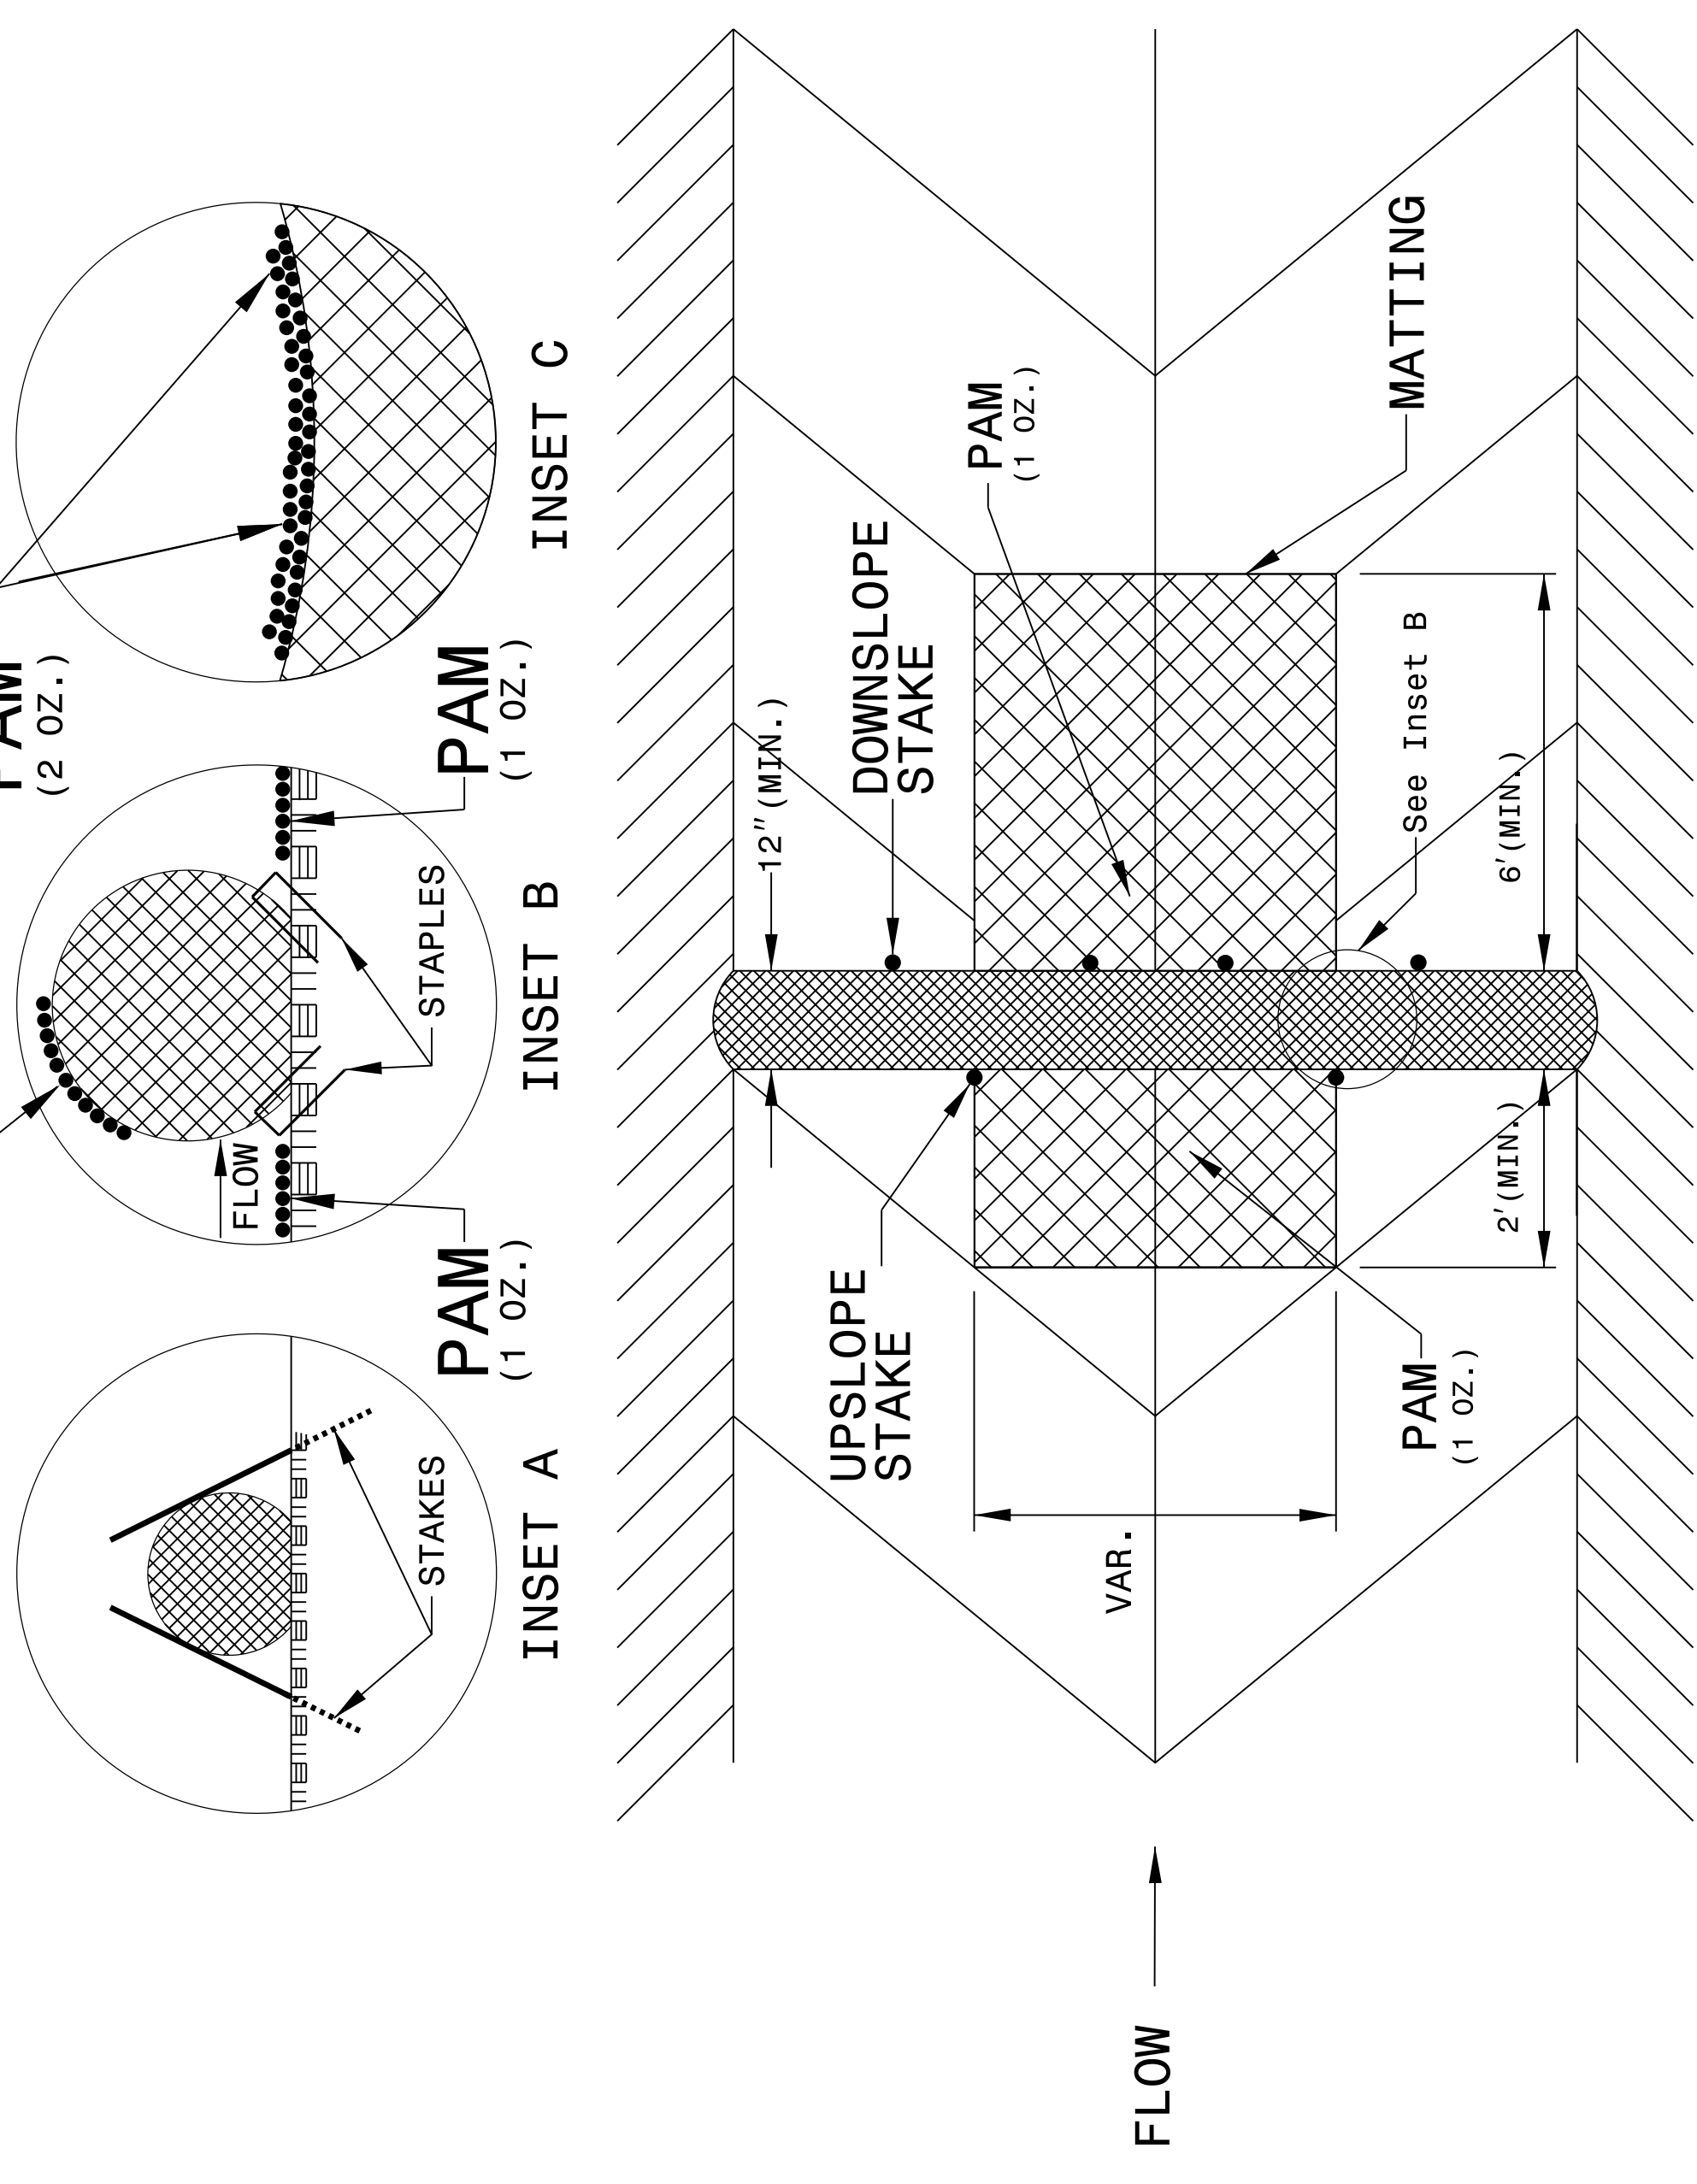 PAM
(2 OZ.)
INSET C
PAM
(1 OZ.)
FLOW
STAPLES
INSET B
PAM
(1 OZ.)
STAKES
INSET A
12"(MIN.)
DOWNSLOPE
STAKE
PAM
(1 OZ.)
MATTING
See Inset B
6'(MIN.)
UPSLOPE
STAKE
VAR.
PAM
(1 OZ.)
2'(MIN.)
FLOW